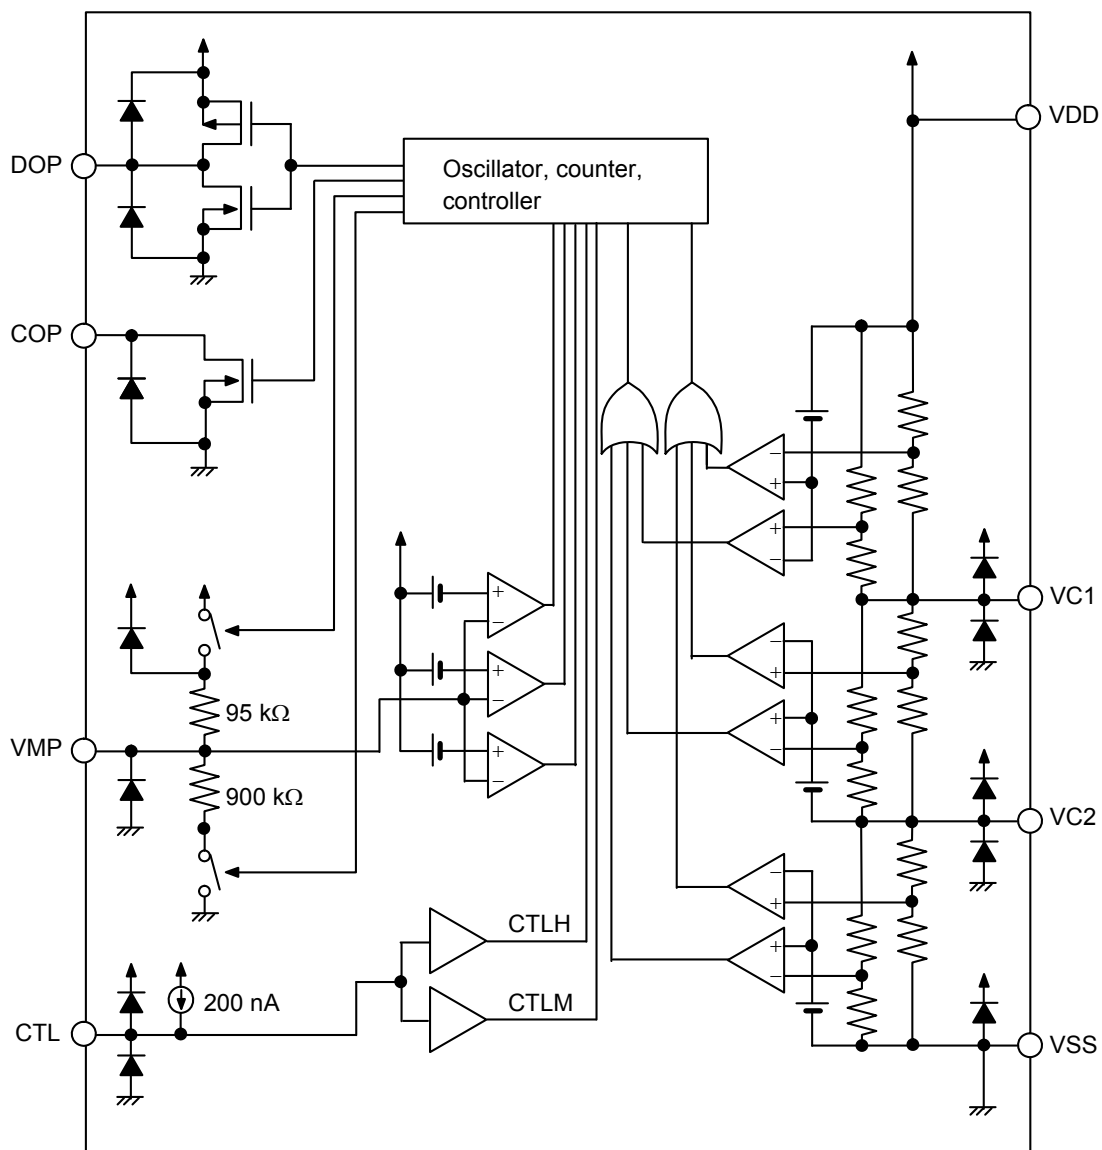 VDD
DOP
Oscillator, counter,
controller
COP
−
+
+
−
+
−
VC1
−
+
+
−
95 kΩ
+
−
VMP
+
−
900 kΩ
VC2
−
+
CTLH
+
−
200 nA
CTLM
CTL
VSS